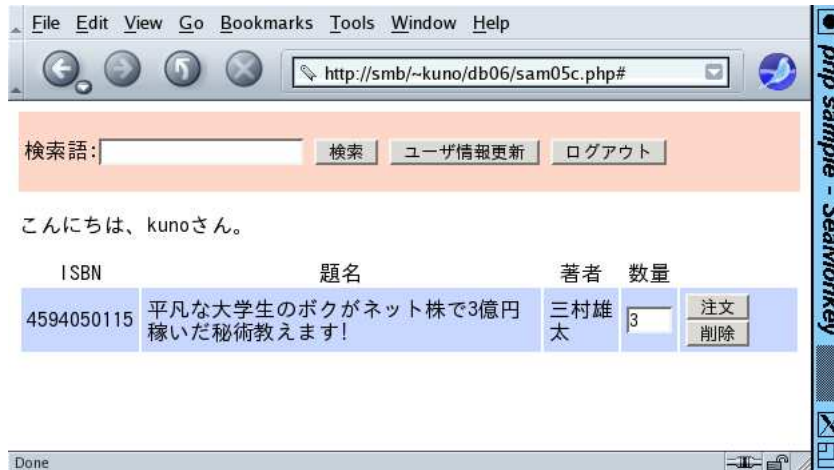 File Edit View Go Bookmarks Tools Window Help
http://smb/~kuno/db06/sam05c.php#
php sample - SeaMonkey
検索語: 検索 ユーザ情報更新 ログアウト
こんにちは、kunoさん。
ISBN 題名 著者 数量
4594050115 平凡な大学生のボクがネット株で3億円 三村雄 3 注文
稼いだ秘術教えます! 太 削除
Done